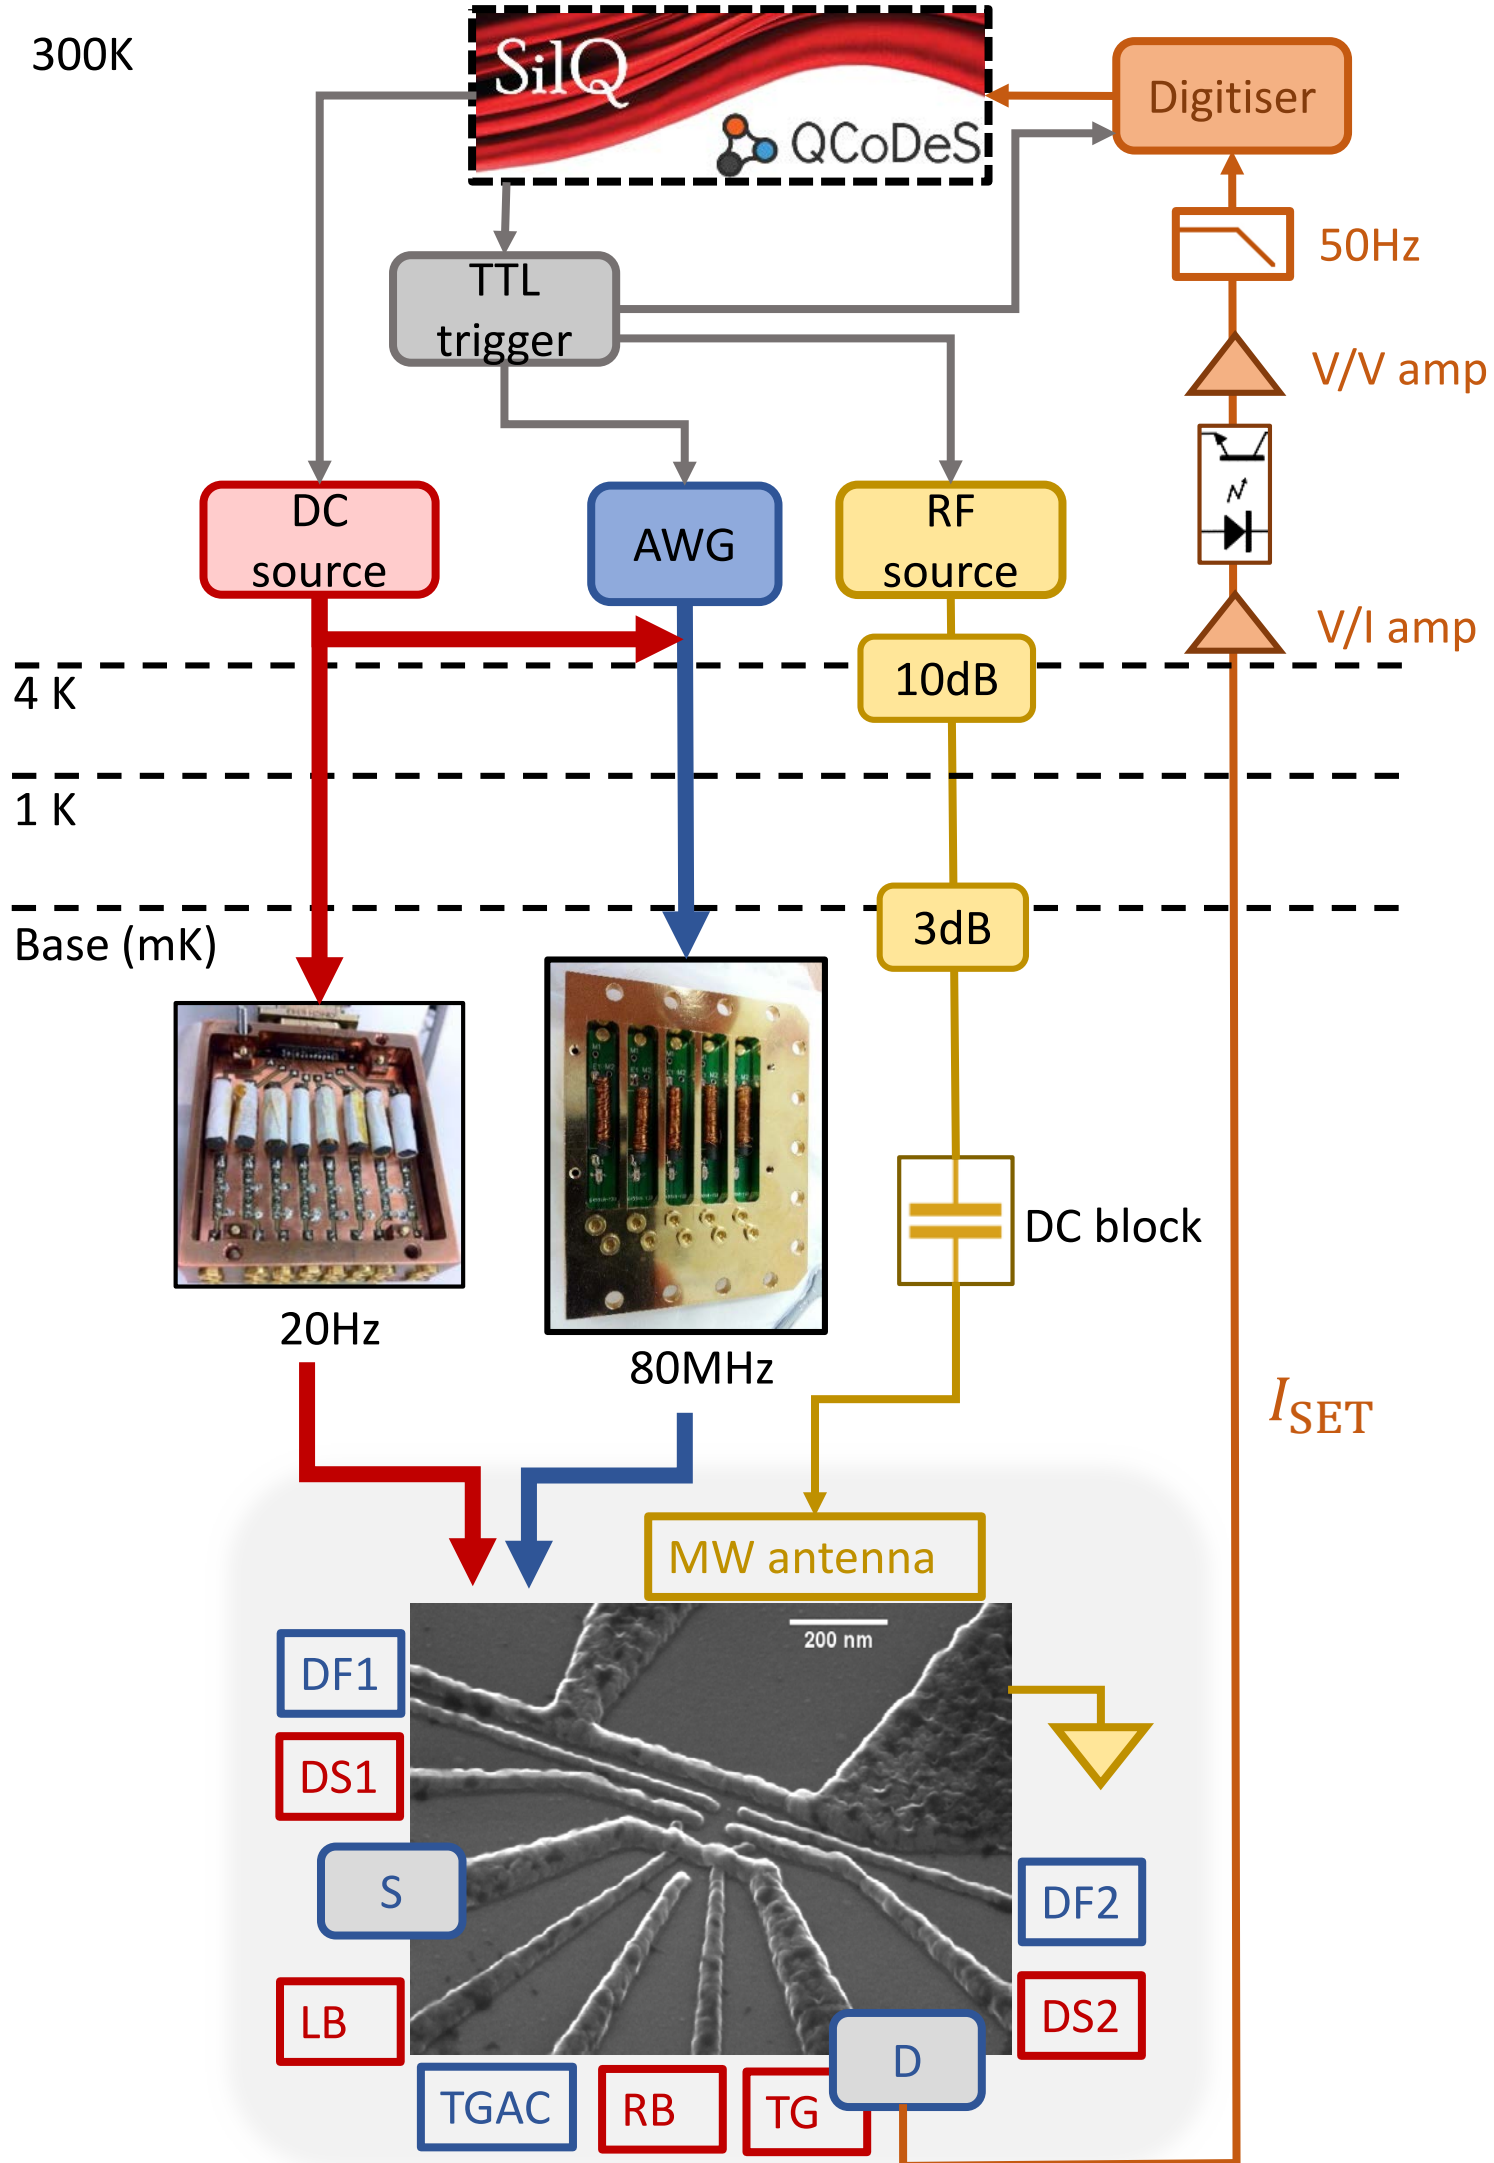 300K
SilQ
QCoDeS
Digitiser
50Hz
TTL
trigger
V/V amp
DC
source
AWG
RF
source
V/I amp
4 K
10dB
1 K
3dB
Base (mK)
DC block
20Hz
80MHz
I SET
MW antenna
200 nm
DF1
DS1
S
DF2
LB
DS2
D
TGAC
RB
TG